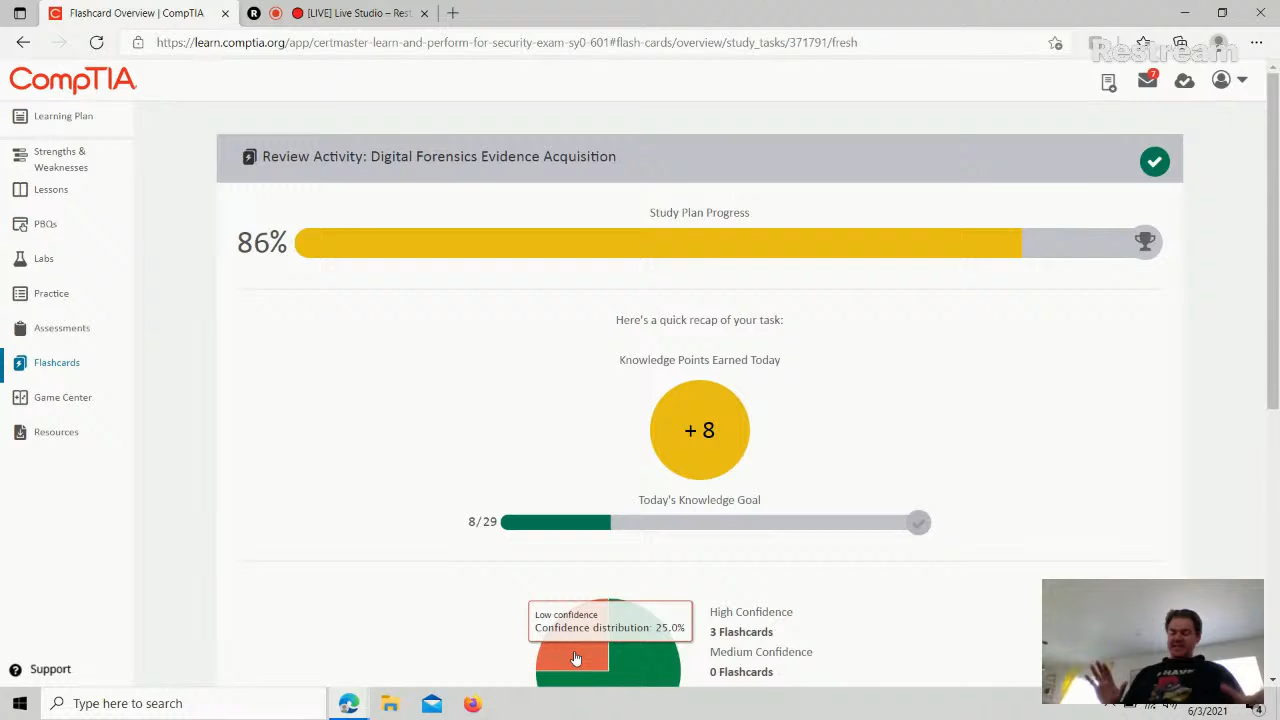 Flashcard Overview | CompTIA
R
[LIVE] Live Studio – Rest
https://learn.comptia.org/app/certmaster-learn-and-perform-for-security-exam-sy0-601#flash-cards/overview/study_tasks/371791/fresh
Restream
CompTIA.
7
Learning Plan
Strengths &
Weaknesses
Lessons
PBQs
Labs
Practice
Assessments
Flashcards
Game Center
Resources
Support
Review Activity: Digital Forensics Evidence Acquisition
Study Plan Progress
86%
Here's a quick recap of your task:
Knowledge Points Earned Today
+ 8
Today's Knowledge Goal
8/29
Low confidence
Confidence distribution: 25.0%
High Confidence
3 Flashcards
Medium Confidence
0 Flashcards
I HAVE
Type here to search
6/3/2021
4